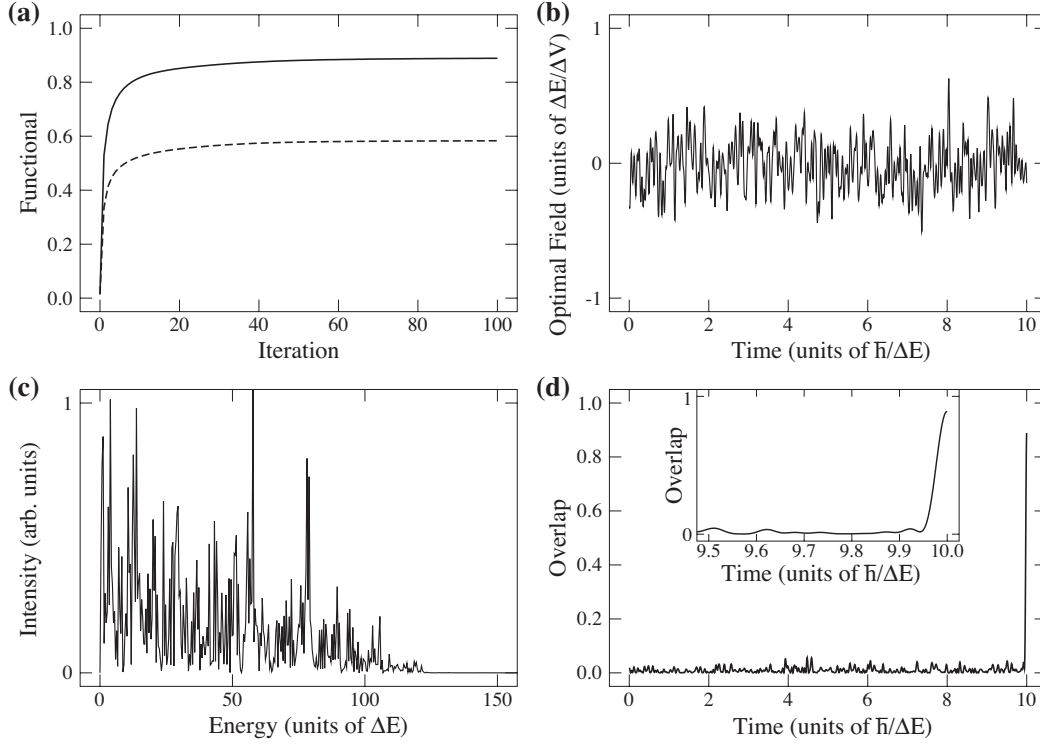 (a)
1.0
0.8
0.6
0.4
0.2
0.0
Functional
0 20 40 60 80 100
Iteration
(b)
1
0
-1
Optimal Field (units of ΔE/ΔV)
0 2 4 6 8 10
Time (units of ħ/ΔE)
(c)
1
0
Intensity (arb. units)
0 50 100 150
Energy (units of ΔE)
(d)
1.0
0.8
0.6
0.4
0.2
0.0
Overlap
0 2 4 6 8 10
Time (units of ħ/ΔE)
1
0
Overlap
9.5 9.6 9.7 9.8 9.9 10.0
Time (units of ħ/ΔE)